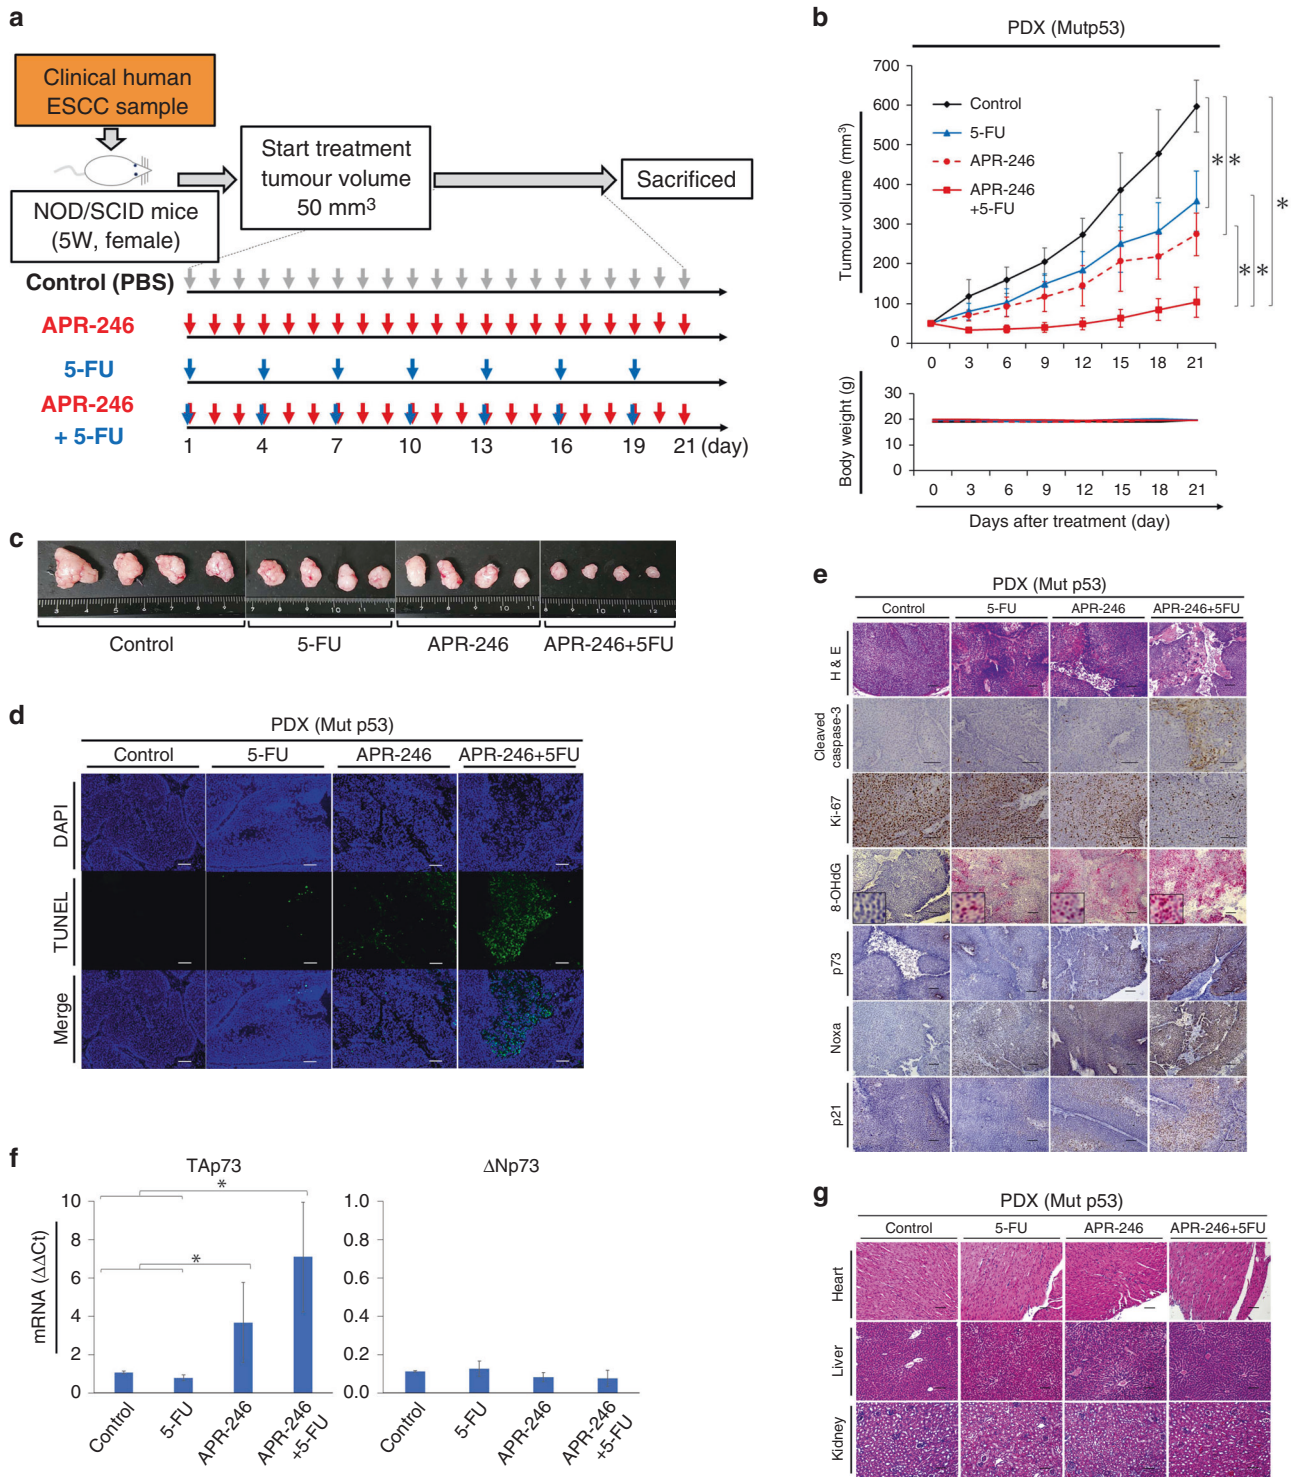 a
Clinical human
ESCC sample
NOD/SCID mice
(5W, female)
Start treatment
tumour volume
50 mm³
Sacrificed
Control (PBS)
APR-246
5-FU
APR-246
+ 5-FU
1 4 7 10 13 16 19 21 (day)
b
PDX (Mutp53)
Tumour volume (mm³)
700
600
500
400
300
200
100
0
Control
5-FU
APR-246
APR-246
+5-FU
* *
*
* *
0 3 6 9 12 15 18 21
Body weight (g)
30
20
10
0
0 3 6 9 12 15 18 21
Days after treatment (day)
c
Control 5-FU APR-246 APR-246+5FU
d
PDX (Mut p53)
Control 5-FU APR-246 APR-246+5FU
DAPI
TUNEL
Merge
e
PDX (Mut p53)
Control 5-FU APR-246 APR-246+5FU
H & E
Cleaved
caspase-3
Ki-67
8-OHdG
p73
Noxa
p21
f
TAp73
mRNA (ΔΔCt)
10
8
6
4
2
0
*
*
Control 5-FU APR-246 APR-246
+5-FU
ΔNp73
1.0
0.8
0.6
0.4
0.2
0.0
Control 5-FU APR-246 APR-246
+5-FU
g
PDX (Mut p53)
Control 5-FU APR-246 APR-246+5FU
Heart
Liver
Kidney